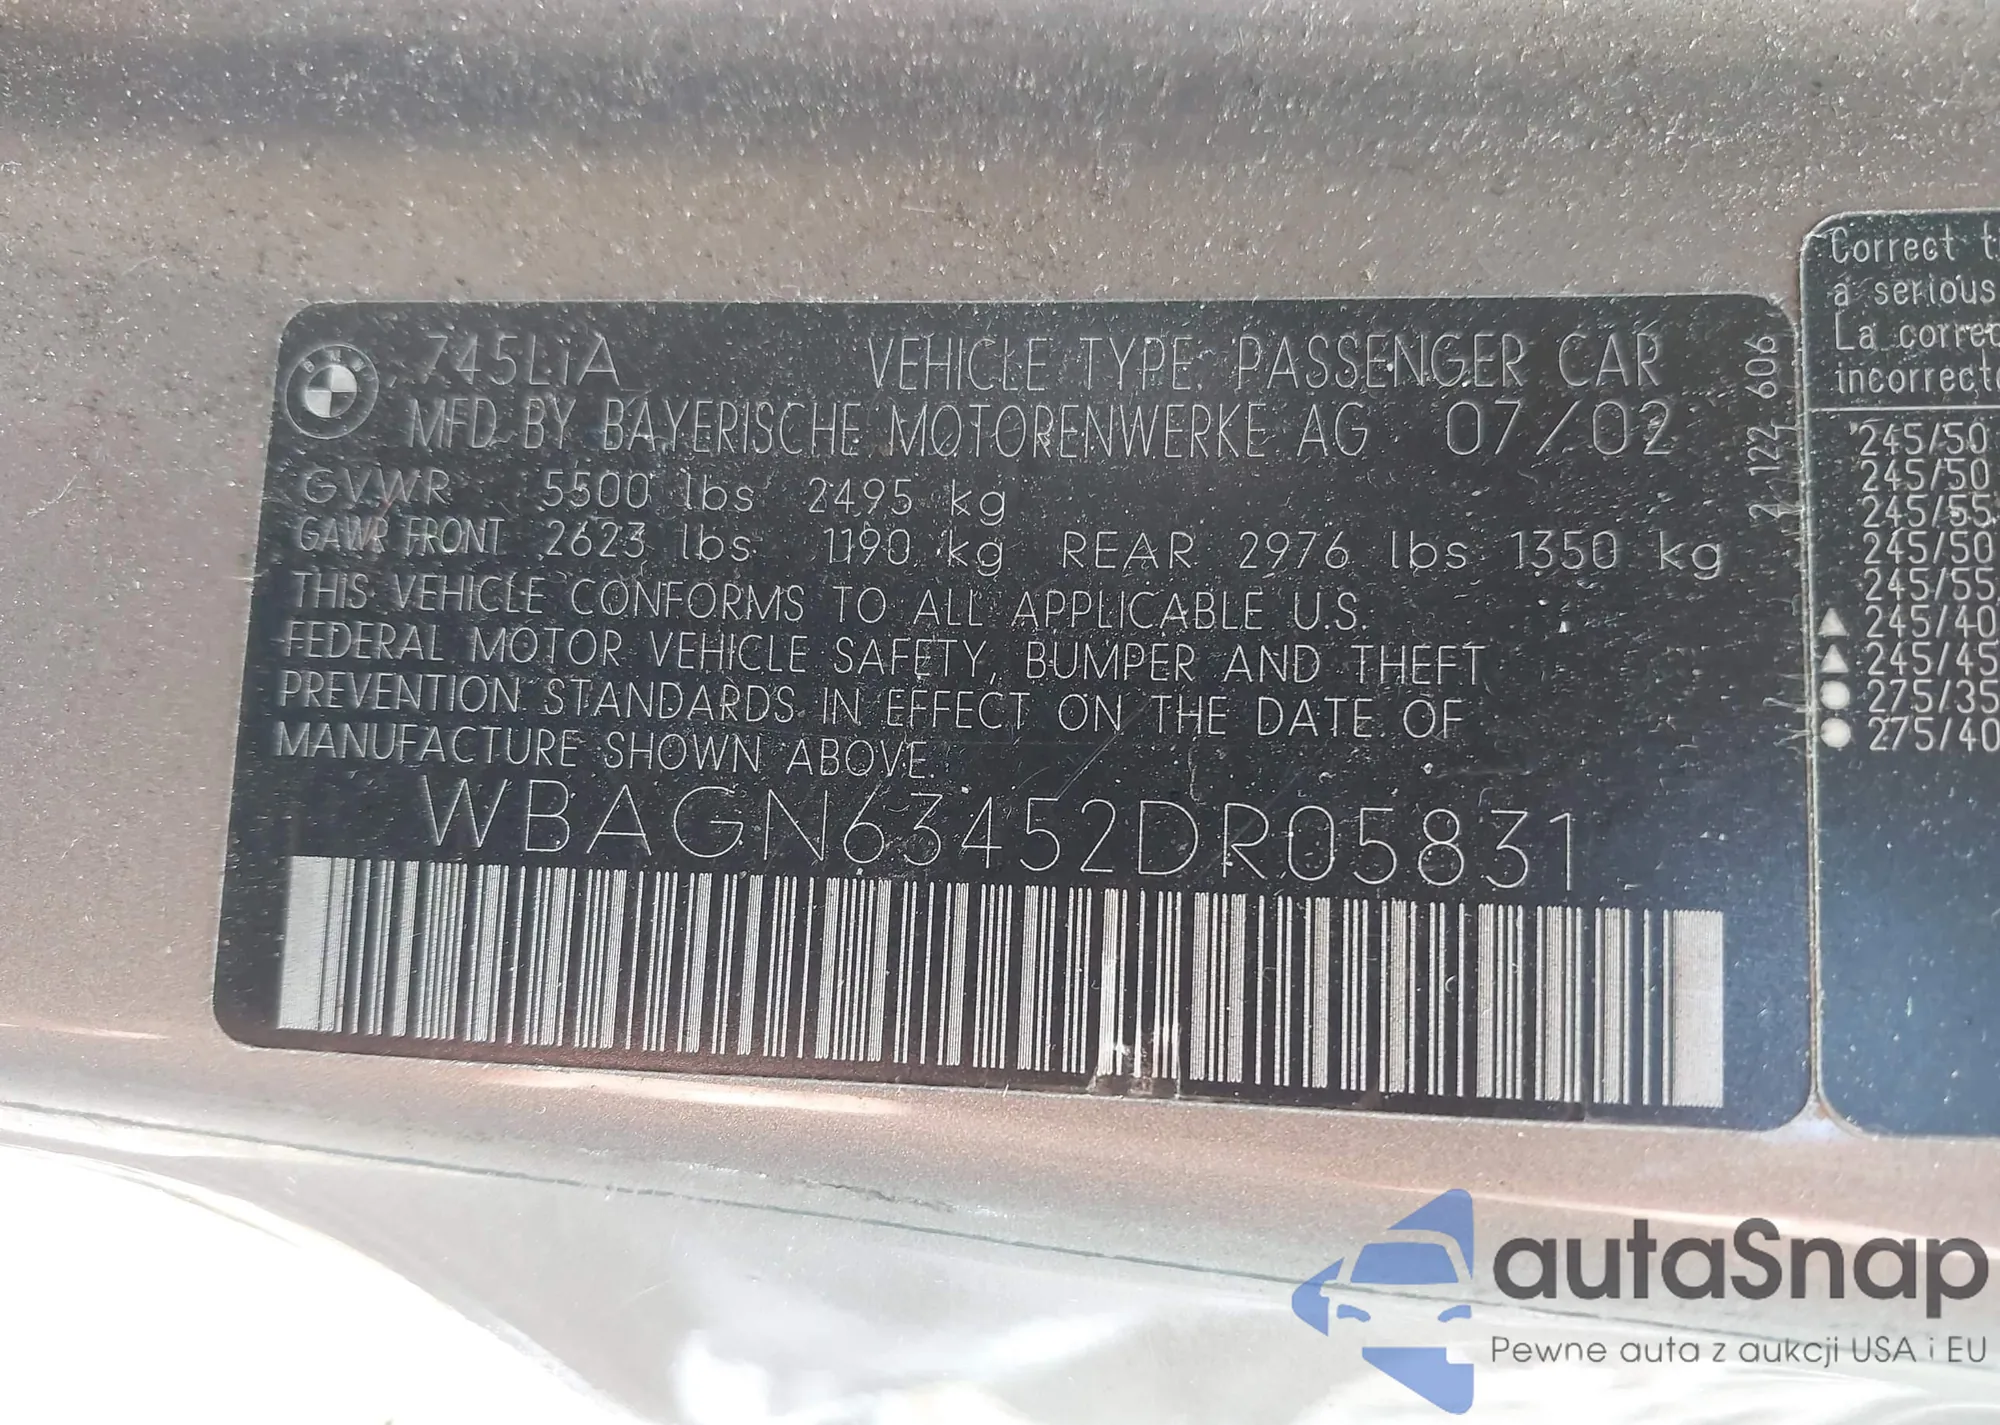 745LiA VEHICLE TYPE PASSENGER CAR
MFD BY BAYERISCHE MOTORENWERKE AG 07/02
GVWR 5500 lbs 2495 kg
GAWR FRONT 2623 lbs 1190 kg REAR 2976 lbs 1350 kg
THIS VEHICLE CONFORMS TO ALL APPLICABLE U.S.
FEDERAL MOTOR VEHICLE SAFETY, BUMPER AND THEFT
PREVENTION STANDARDS IN EFFECT ON THE DATE OF
MANUFACTURE SHOWN ABOVE.
WBAGN63452DR05831
2 122 606
BMW
Correct t
a serious
La correc
incorrect
245/50
245/50
245/55
245/50
245/55
245/40
245/45
275/35
275/40
autaSnap
Pewne auta z aukcji USA i EU